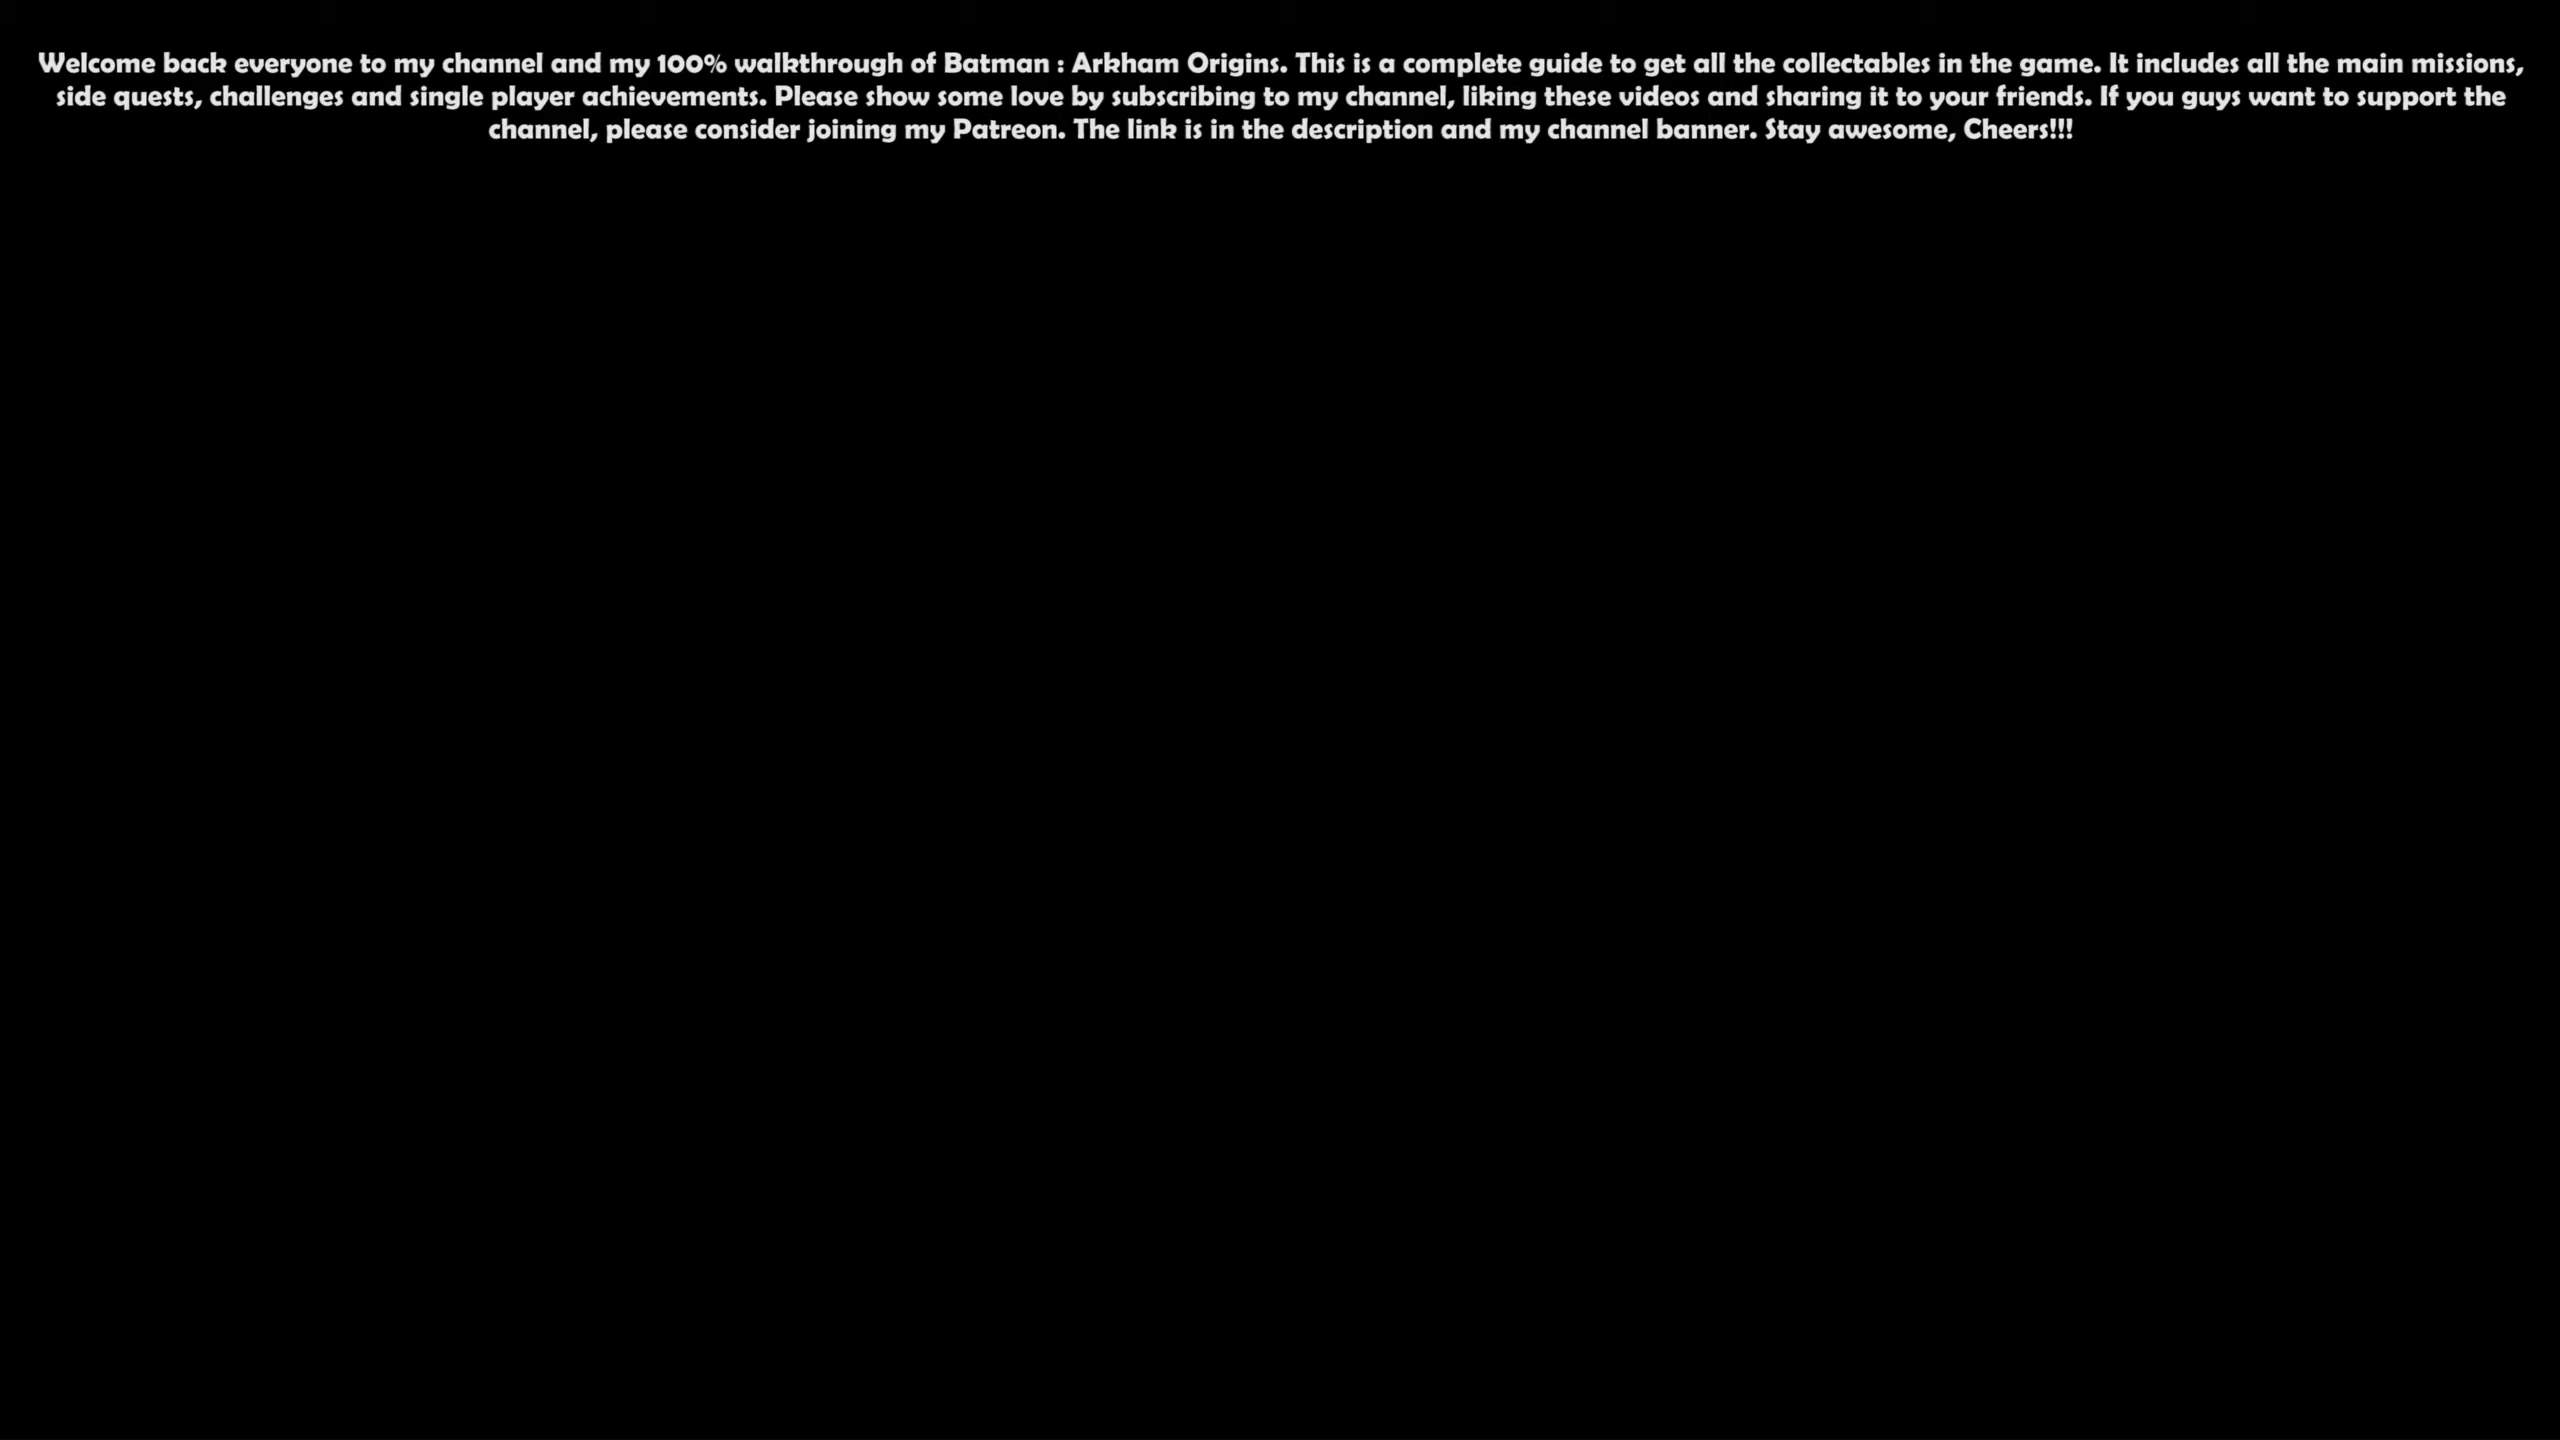 Welcome back everyone to my channel and my 100% walkthrough of Batman : Arkham Origins. This is a complete guide to get all the collectables in the game. It includes all the main missions,
side quests, challenges and single player achievements. Please show some love by subscribing to my channel, liking these videos and sharing it to your friends. If you guys want to support the
channel, please consider joining my Patreon. The link is in the description and my channel banner. Stay awesome, Cheers!!!